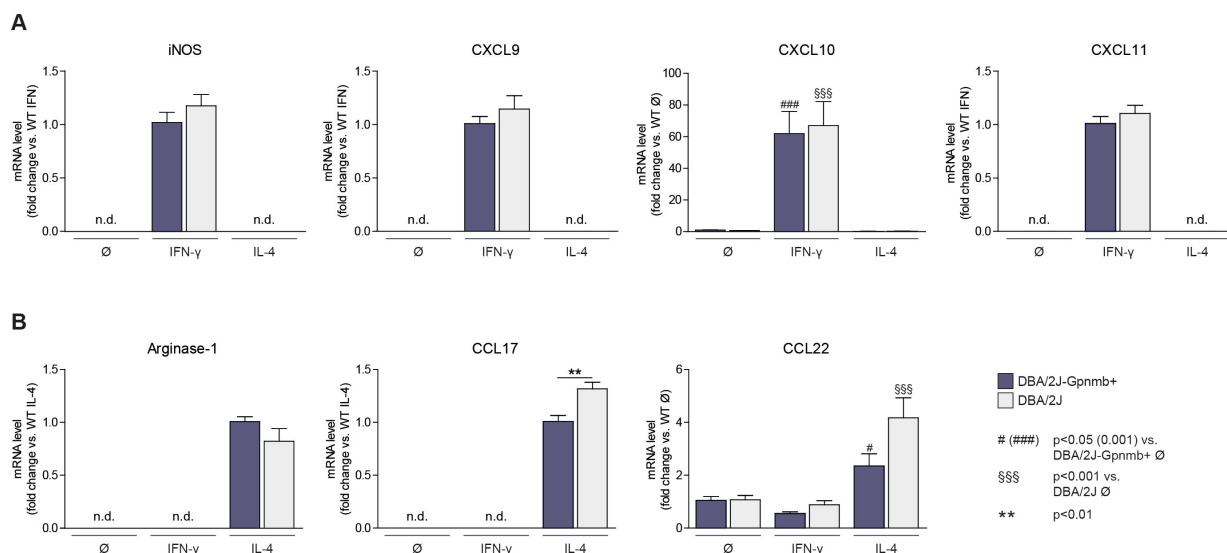 A
iNOS
mRNA level
(fold change vs. WT IFN)
1.5
1.0
0.5
0.0
n.d.
n.d.
Ø
IFN-γ
IL-4
CXCL9
mRNA level
(fold change vs. WT IFN)
1.5
1.0
0.5
0.0
n.d.
n.d.
Ø
IFN-γ
IL-4
CXCL10
mRNA level
(fold change vs. WT Ø)
100
80
60
40
20
0
###
§§§
Ø
IFN-γ
IL-4
CXCL11
mRNA level
(fold change vs. WT IFN)
1.5
1.0
0.5
0.0
n.d.
n.d.
Ø
IFN-γ
IL-4
B
Arginase-1
mRNA level
(fold change vs. WT IL-4)
1.5
1.0
0.5
0.0
n.d.
n.d.
Ø
IFN-γ
IL-4
CCL17
mRNA level
(fold change vs. WT IL-4)
1.5
1.0
0.5
0.0
n.d.
n.d.
**
Ø
IFN-γ
IL-4
CCL22
mRNA level
(fold change vs. WT Ø)
6
4
2
0
#
§§§
Ø
IFN-γ
IL-4
DBA/2J-Gpnmb+
DBA/2J
# (###) p<0.05 (0.001) vs.
DBA/2J-Gpnmb+ Ø
§§§ p<0.001 vs.
DBA/2J Ø
** p<0.01